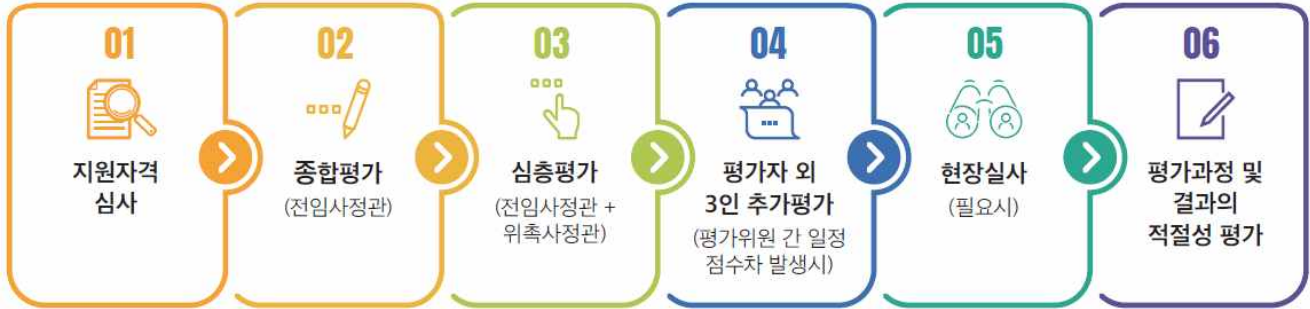 01
지원자격
심사
02
종합평가
(전임사정관)
03
심층평가
(전임사정관 +
위촉사정관)
04
평가자 외
3인 추가평가
(평가위원 간 일정
점수차 발생시)
05
현장실사
(필요시)
06
평가과정 및
결과의
적절성 평가